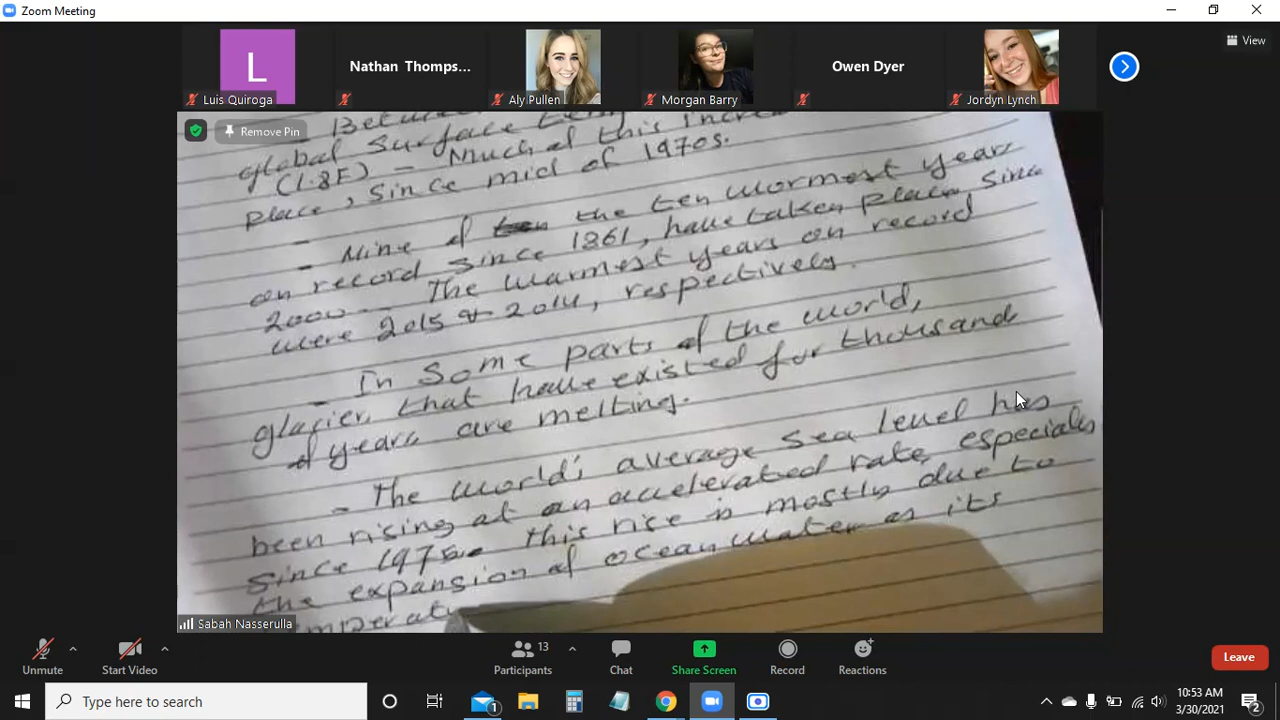 Zoom Meeting
View
L
Luis Quiroga
Nathan Thomps...
Aly Pullen
Morgan Barry
Owen Dyer
Jordyn Lynch
Remove Pin
global Surface
(1.8F) - Much of this
place, since mid of 1970s.
- Nine of the ten wormest years
on record since 1861, have taken place, since
2000. The warmest years on record
were 2015 & 2014, respectively.
- In Some parts of the world,
glacier, that have existed for thousand
of years are melting.
- The world's average sea level has
been rising at an accelerated rate especially
since 1975. this rise is mostly due to
the expansion of ocean water as its
Sabah Nasserulla
Unmute
Start Video
Participants
13
Chat
Share Screen
Record
Reactions
Leave
Type here to search
1
10:53 AM
3/30/2021
2